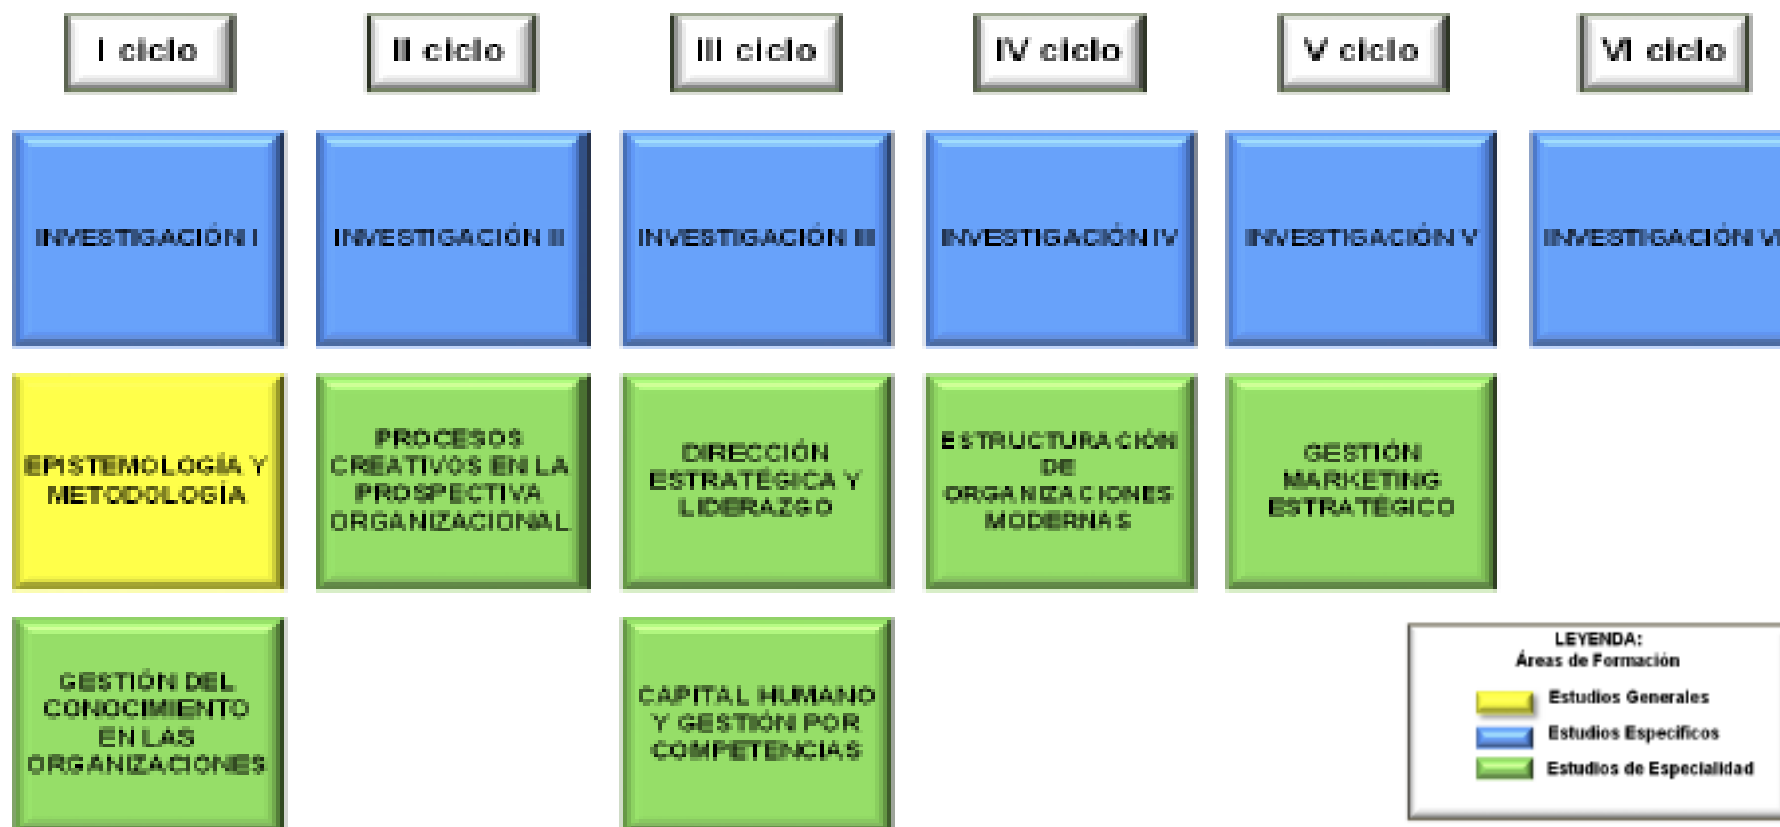 I ciclo
II ciclo
III ciclo
IV ciclo
V ciclo
VI ciclo
INVESTIGACIÓN I
INVESTIGACIÓN II
INVESTIGACIÓN III
INVESTIGACIÓN IV
INVESTIGACIÓN V
INVESTIGACIÓN VI
EPISTEMOLOGÍA Y
METODOLOGÍA
PROCESOS
CREATIVOS EN LA
PROSPECTIVA
ORGANIZACIONAL
DIRECCIÓN
ESTRATÉGICA Y
LIDERAZGO
ESTRUCTURACIÓN
DE
ORGANIZACIONES
MODERNAS
GESTIÓN
MARKETING
ESTRATÉGICO
GESTIÓN DEL
CONOCIMIENTO
EN LAS
ORGANIZACIONES
CAPITAL HUMANO
Y GESTIÓN POR
COMPETENCIAS
LEYENDA:
Áreas de Formación
Estudios Generales
Estudios Específicos
Estudios de Especialidad